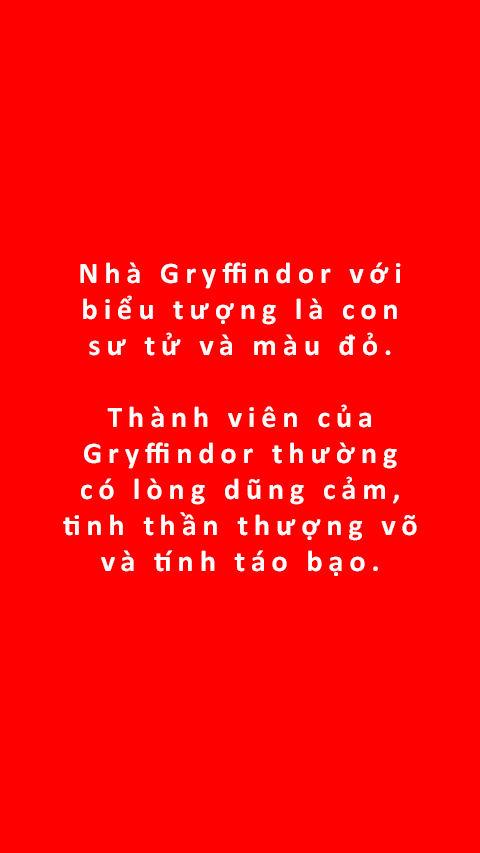 Nhà Gryffindor với
biểu tượng là con
sư tử và màu đỏ.
Thành viên của
Gryffindor thường
có lòng dũng cảm,
tinh thần thượng võ
và tính táo bạo.